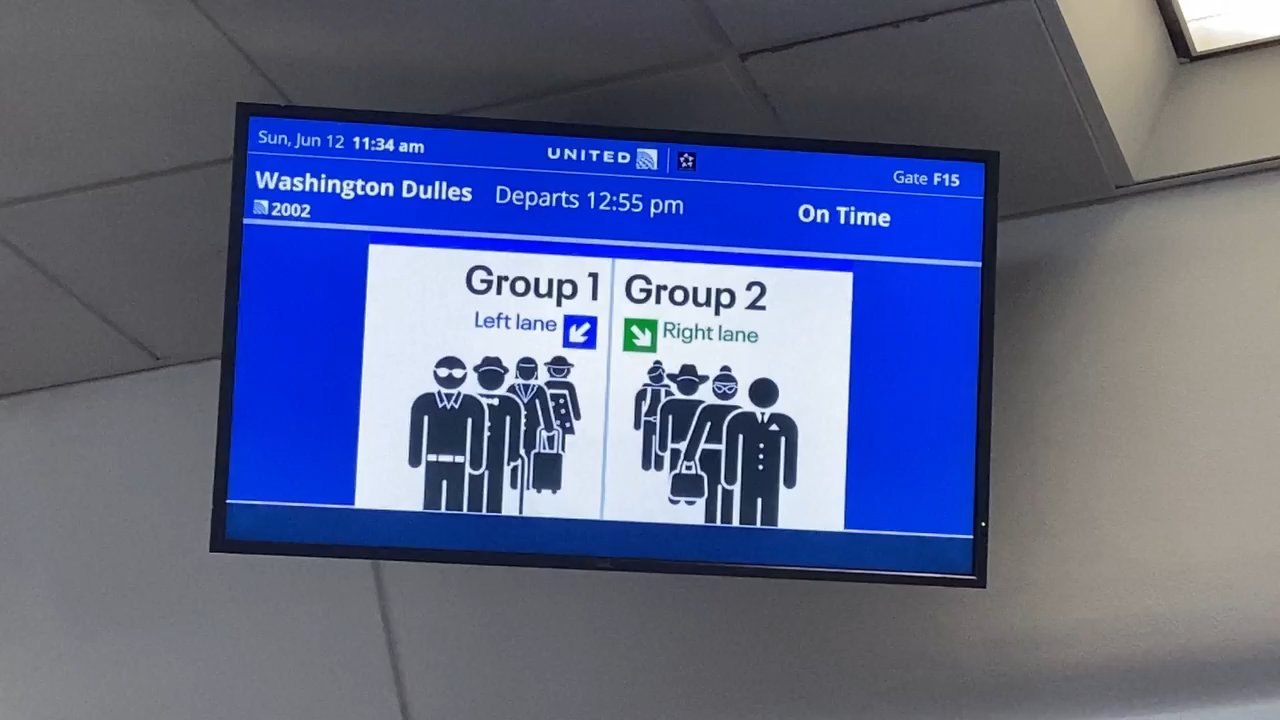 Sun, Jun 12 11:34 am
UNITED
Gate F15
Washington Dulles Departs 12:55 pm On Time
2002
Group 1
Left lane
Group 2
Right lane